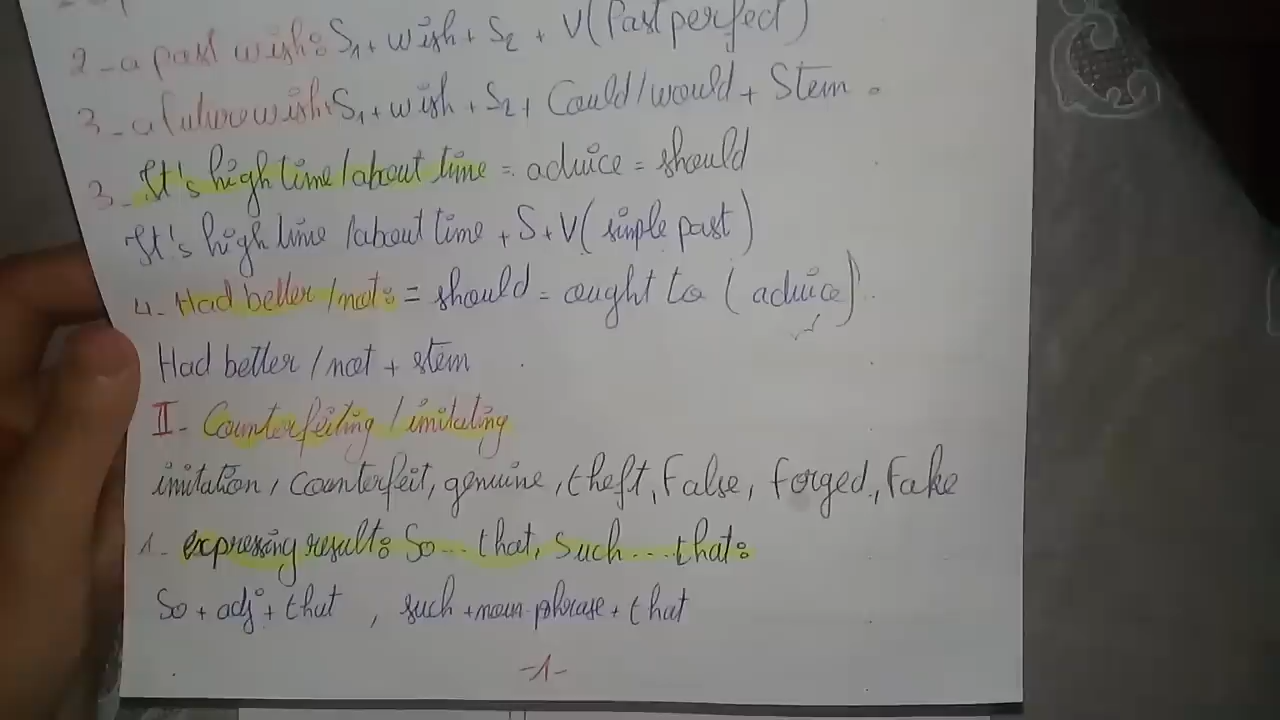 2- a past wish: S1 + wish + S2 + V (Past perfect)
3- a future wish: S1 + wish + S2 + Could/would + Stem.
3- It's high time/about time = advice = should
It's high time /about time + S + V (simple past)
4- Had better /not: = should = ought to (advice).
Had better /not + stem
II- Counterfeiting / imitating
imitation, counterfeit, genuine, theft, False, Forged, Fake
1- expressing result: So... that, Such... that:
So + adj + that , such + noun phrase + that
-1-